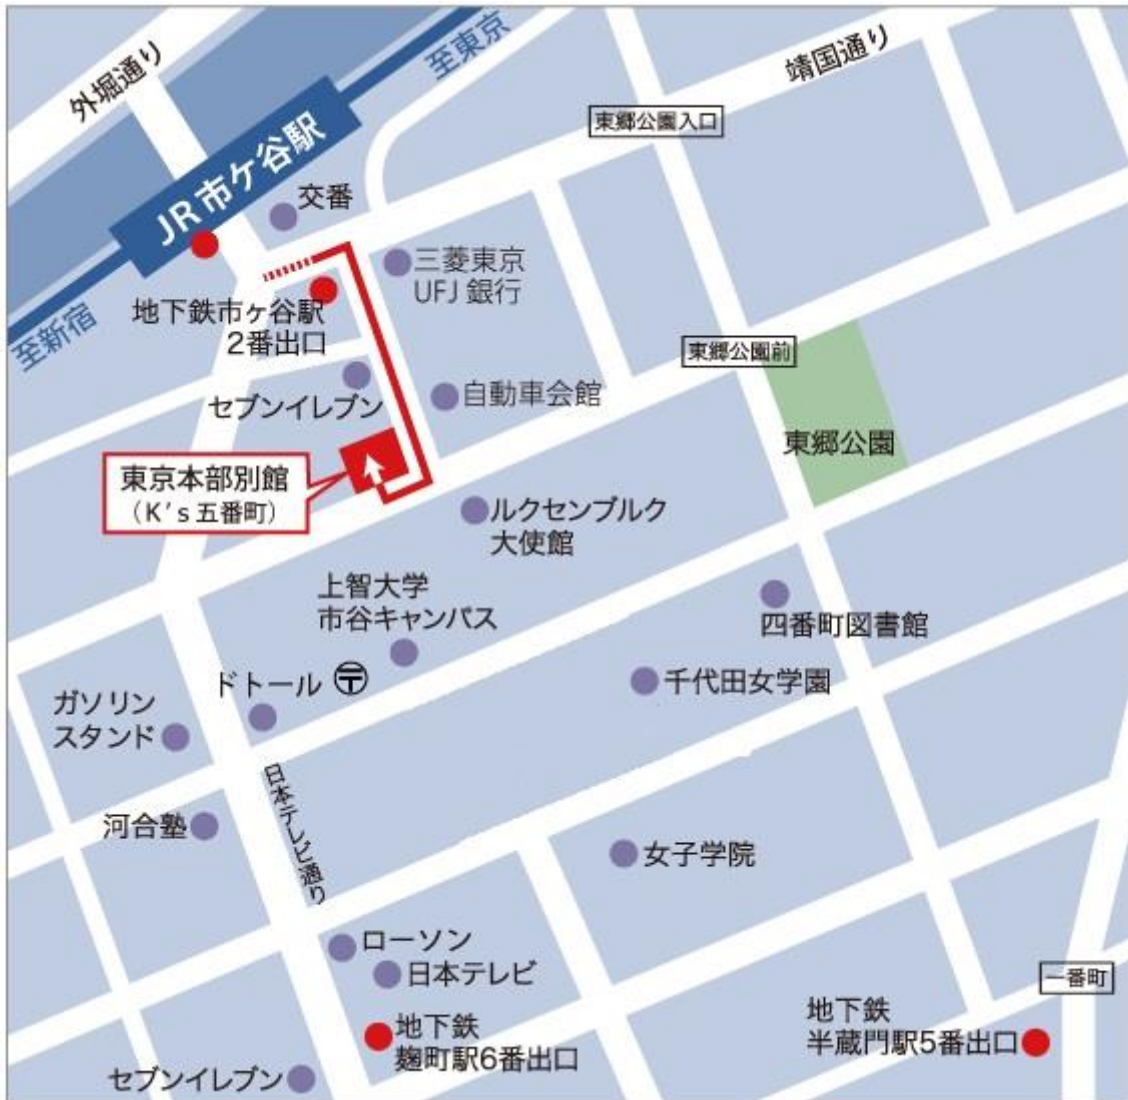 外堀通り
至東京
靖国通り
東郷公園入口
JR市ケ谷駅
交番
三菱東京
UFJ 銀行
至新宿
地下鉄市ヶ谷駅
2番出口
東郷公園前
セブンイレブン
自動車会館
東郷公園
東京本部別館
（K's五番町）
ルクセンブルク
大使館
上智大学
市谷キャンパス
四番町図書館
ドトール 〶
千代田女学園
ガソリン
スタンド
日本テレビ通り
河合塾
女子学院
ローソン
日本テレビ
一番町
地下鉄
麹町駅6番出口
地下鉄
半蔵門駅5番出口
セブンイレブン